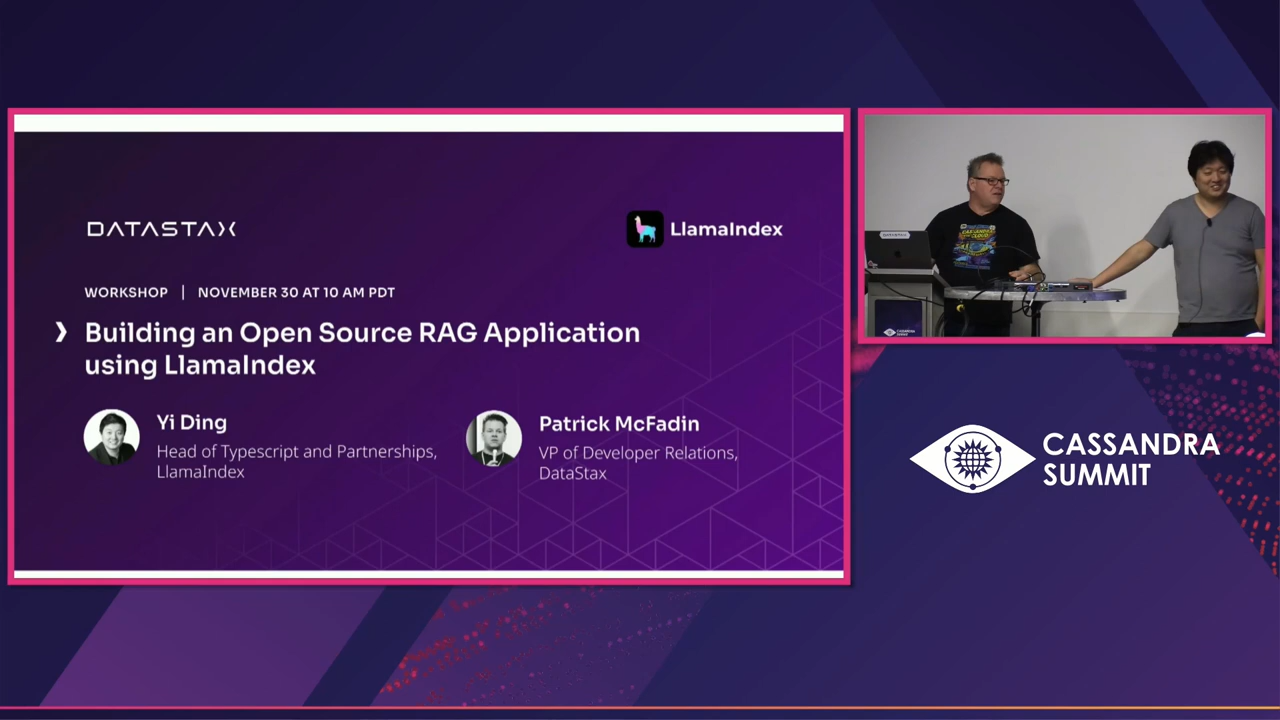 DATASTAX
LlamaIndex
WORKSHOP | NOVEMBER 30 AT 10 AM PDT
Building an Open Source RAG Application
using LlamaIndex
Yi Ding
Head of Typescript and Partnerships,
LlamaIndex
Patrick McFadin
VP of Developer Relations,
DataStax
DATASTAX
CASSANDRA
SUMMIT